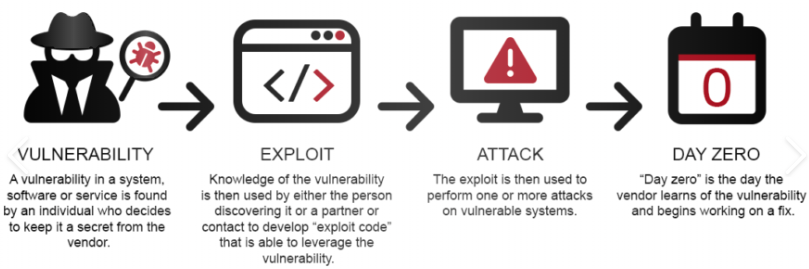 </>
0
VULNERABILITY
A vulnerability in a system,
software or service is found
by an individual who decides
to keep it a secret from the
vendor.
EXPLOIT
Knowledge of the vulnerability
is then used by either the person
discovering it or a partner or
contact to develop “exploit code”
that is able to leverage the
vulnerability.
ATTACK
The exploit is then used to
perform one or more attacks
on vulnerable systems.
DAY ZERO
“Day zero” is the day the
vendor learns of the vulnerability
and begins working on a fix.